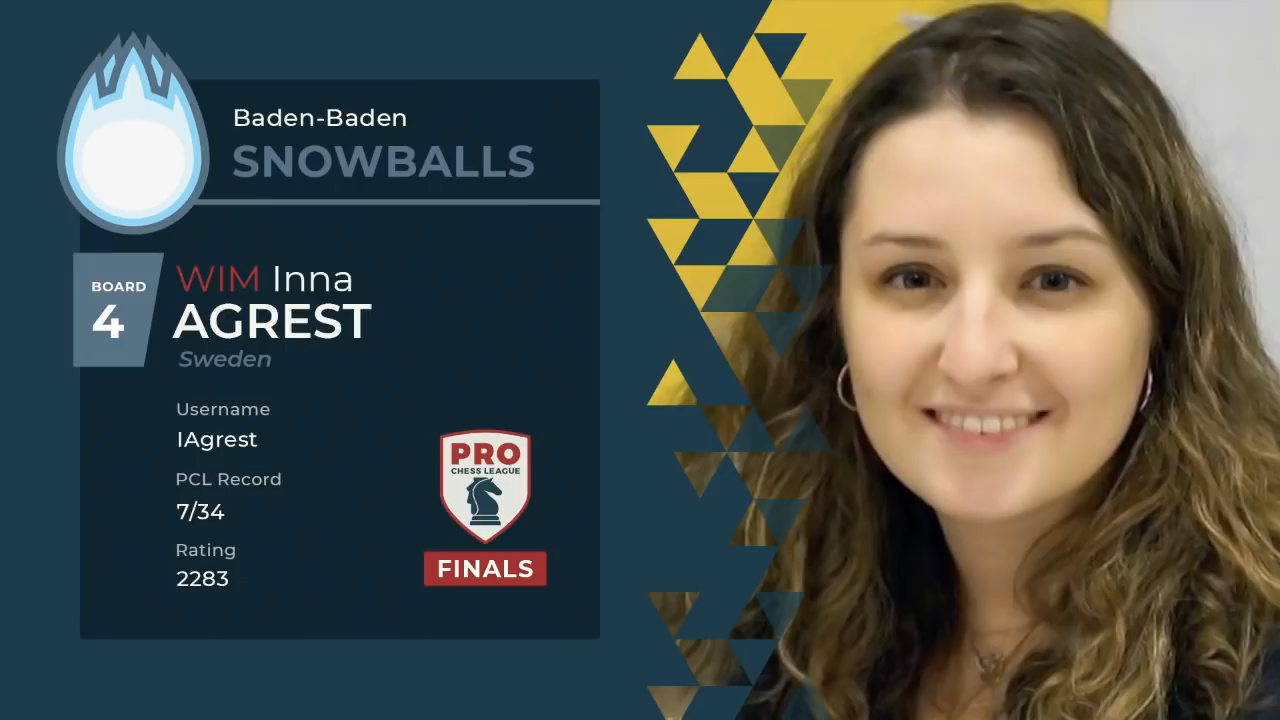 Baden-Baden
SNOWBALLS
BOARD
4
WIM Inna
AGREST
Sweden
Username
IAgrest
PCL Record
7/34
Rating
2283
PRO
CHESS LEAGUE
FINALS